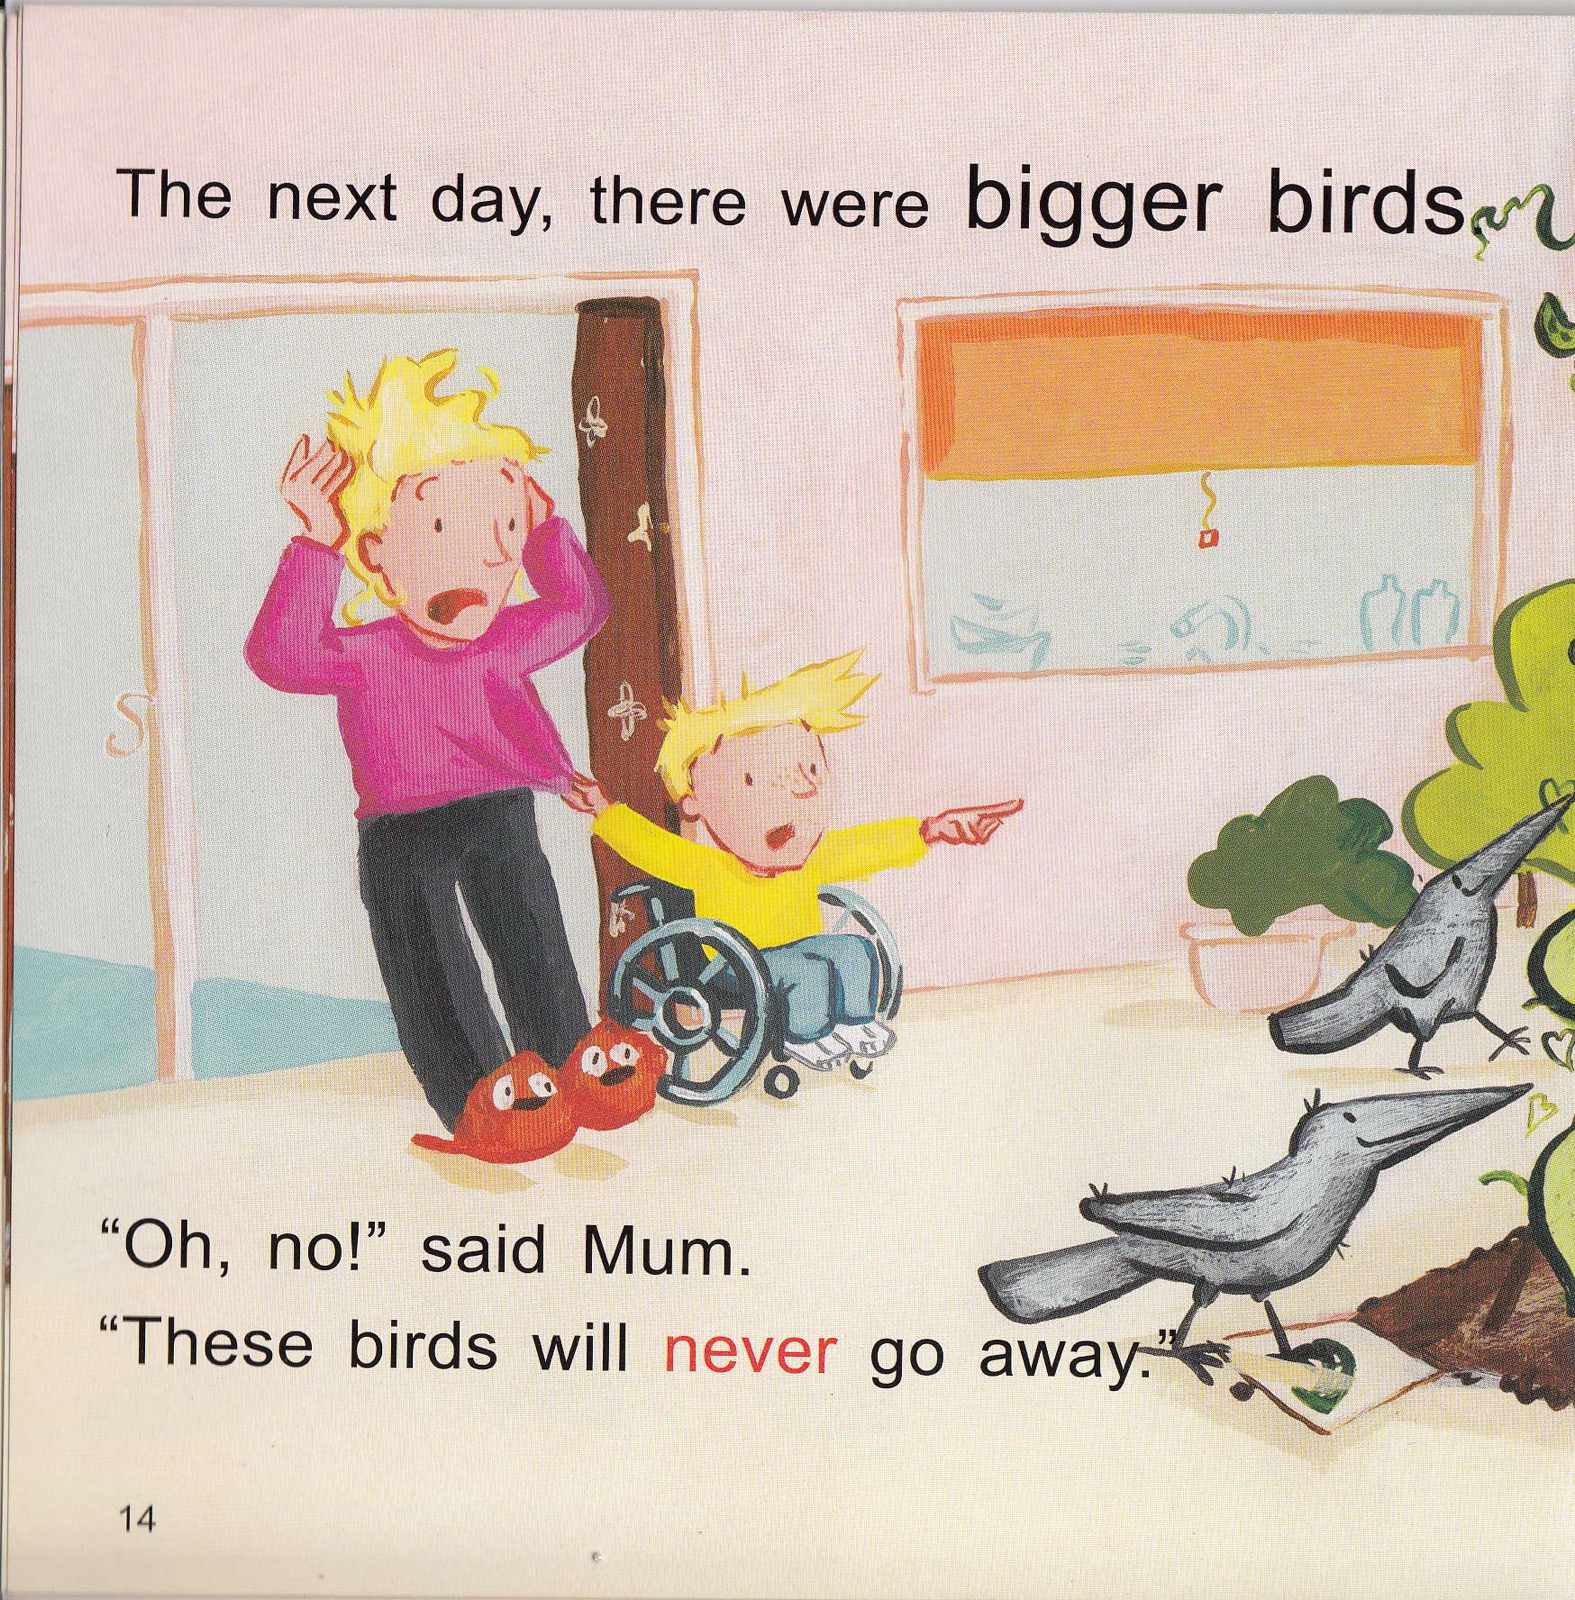 The next day, there were bigger birds.
“Oh, no!” said Mum.
“These birds will never go away.”
14